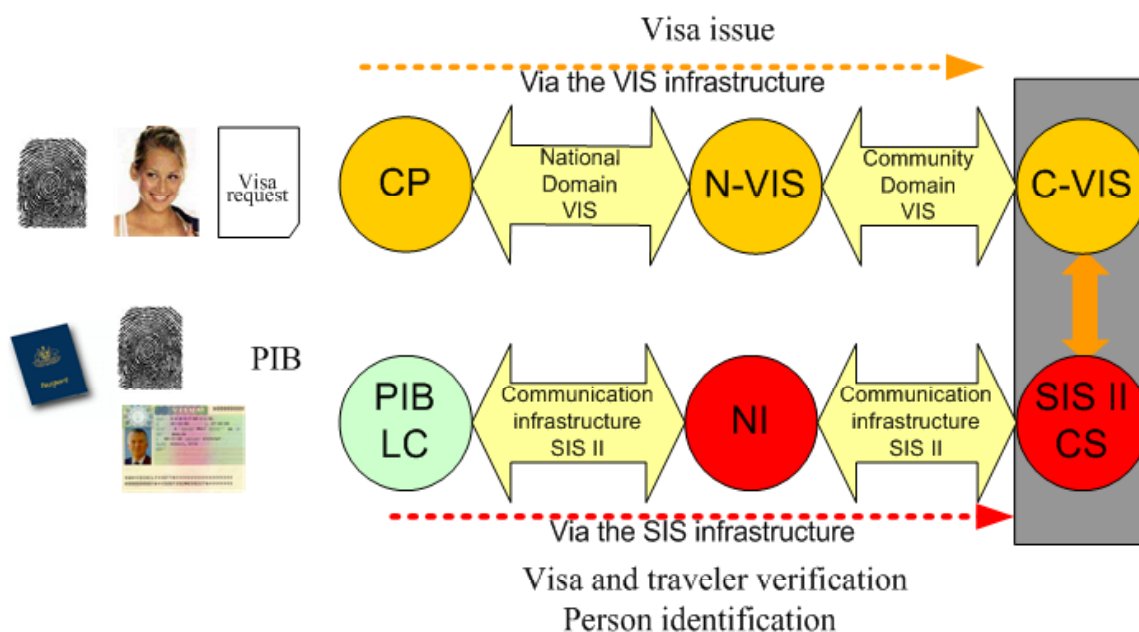 Visa issue
Via the VIS infrastructure
Visa
request
CP
National
Domain
VIS
N-VIS
Community
Domain
VIS
C-VIS
PIB
Passport
PIB
LC
Communication
infrastructure
SIS II
NI
Communication
infrastructure
SIS II
SIS II
CS
Via the SIS infrastructure
Visa and traveler verification
Person identification